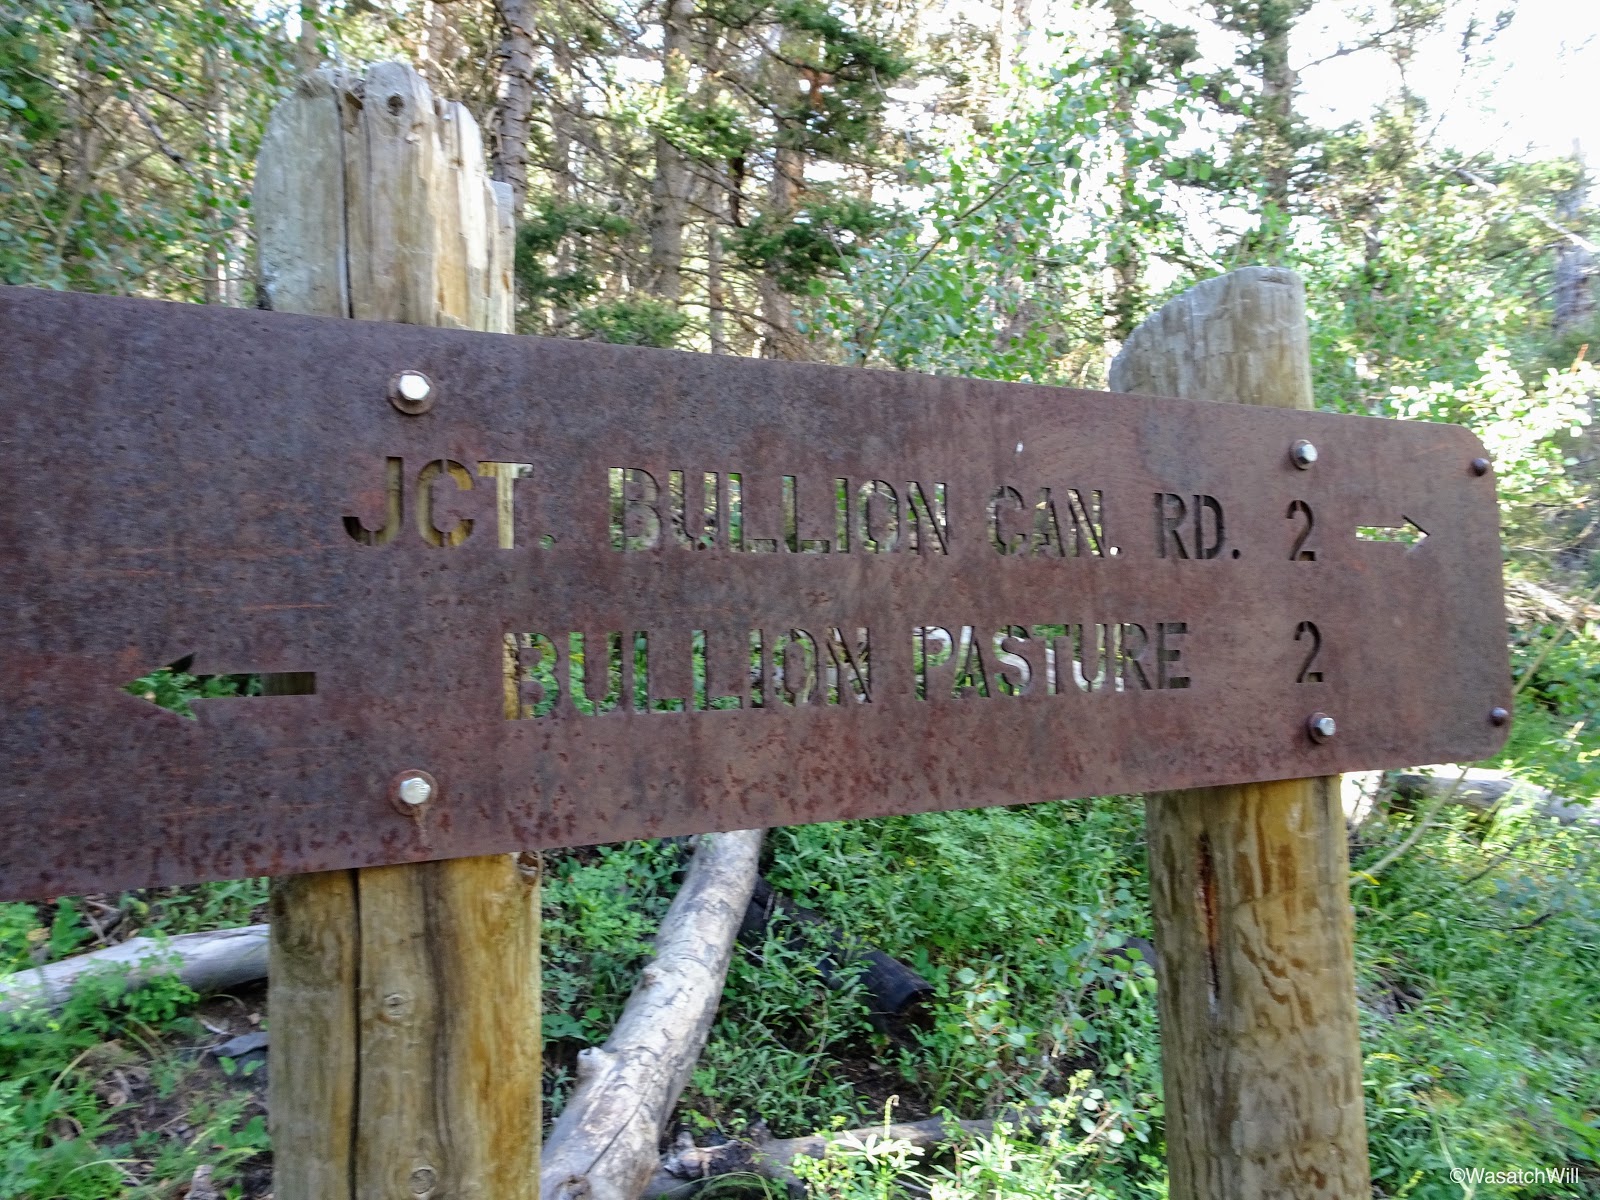 JCT. BULLION CAN. RD. 2 →
← BULLION PASTURE 2
©WasatchWill